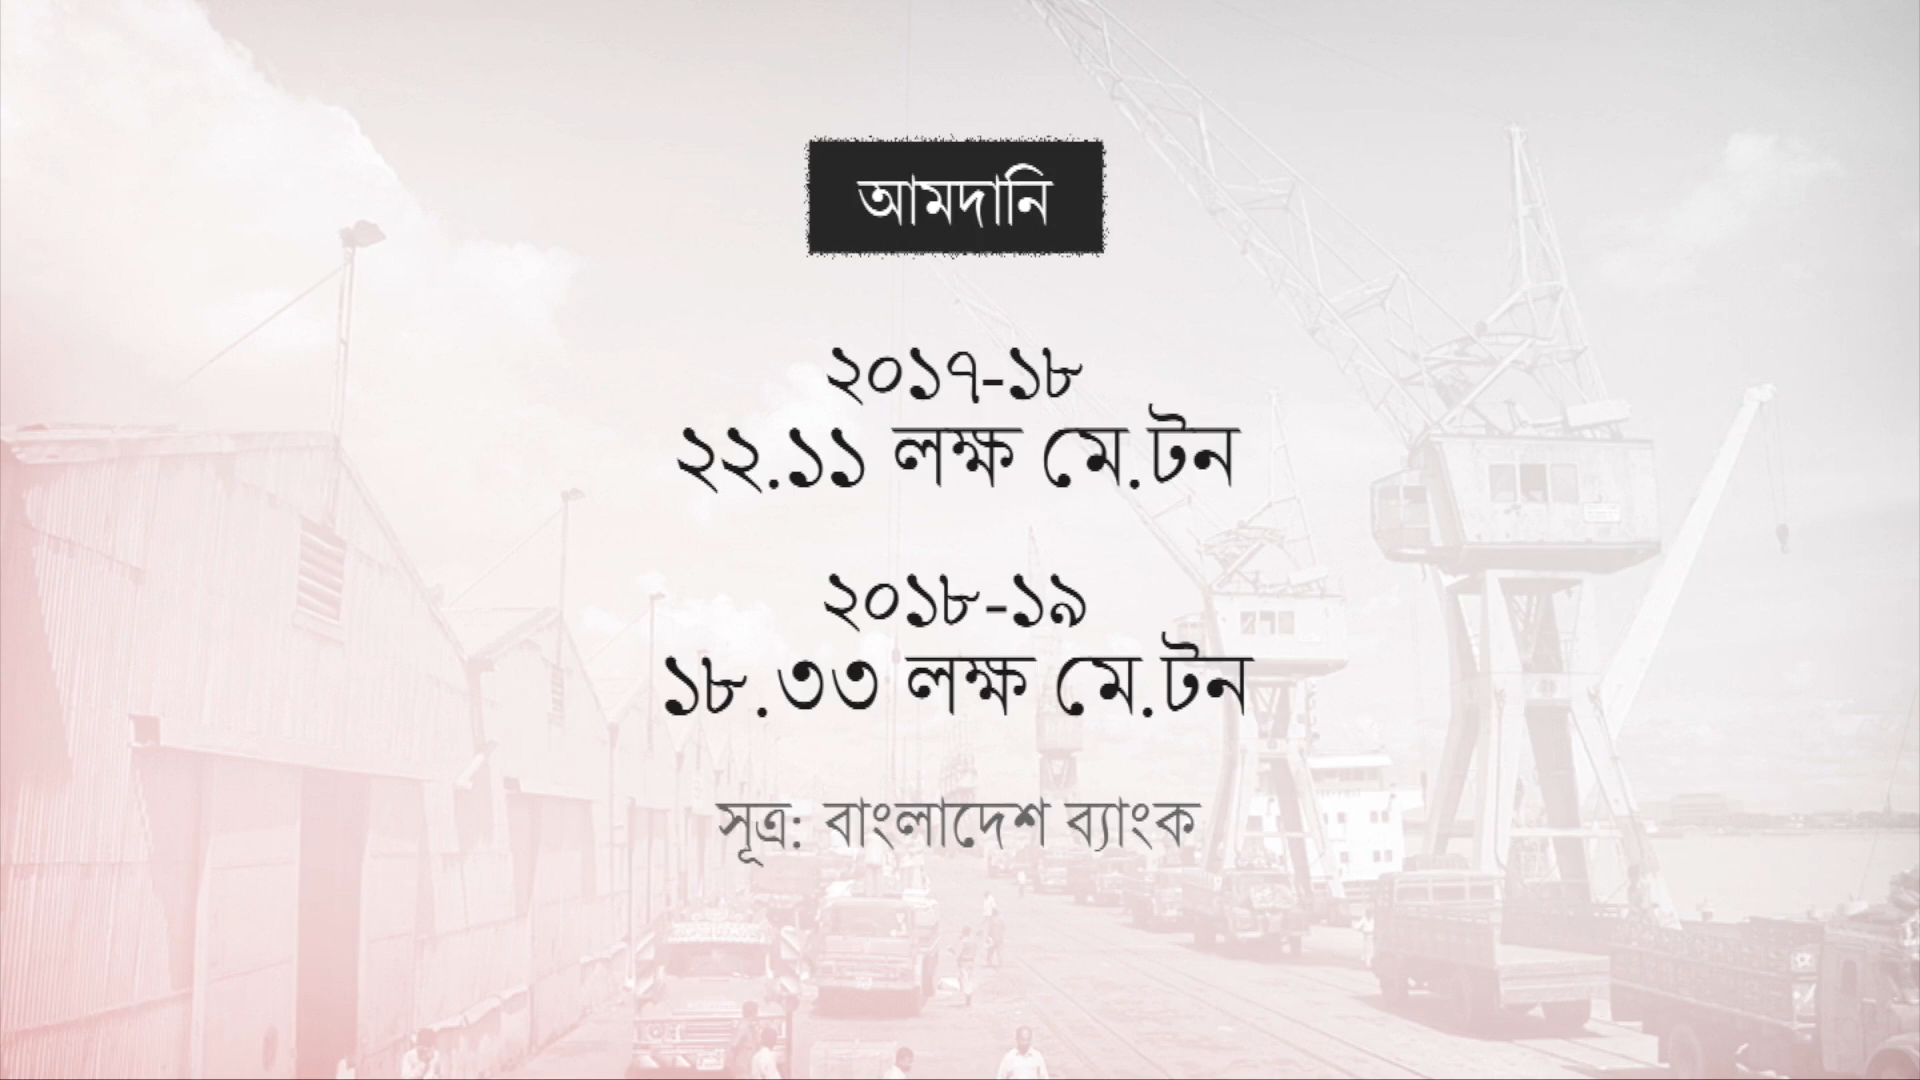 আমদানি
২০১৭-১৮
২২.১১ লক্ষ মে.টন
২০১৮-১৯
১৮.৩৩ লক্ষ মে.টন
সূত্র: বাংলাদেশ ব্যাংক